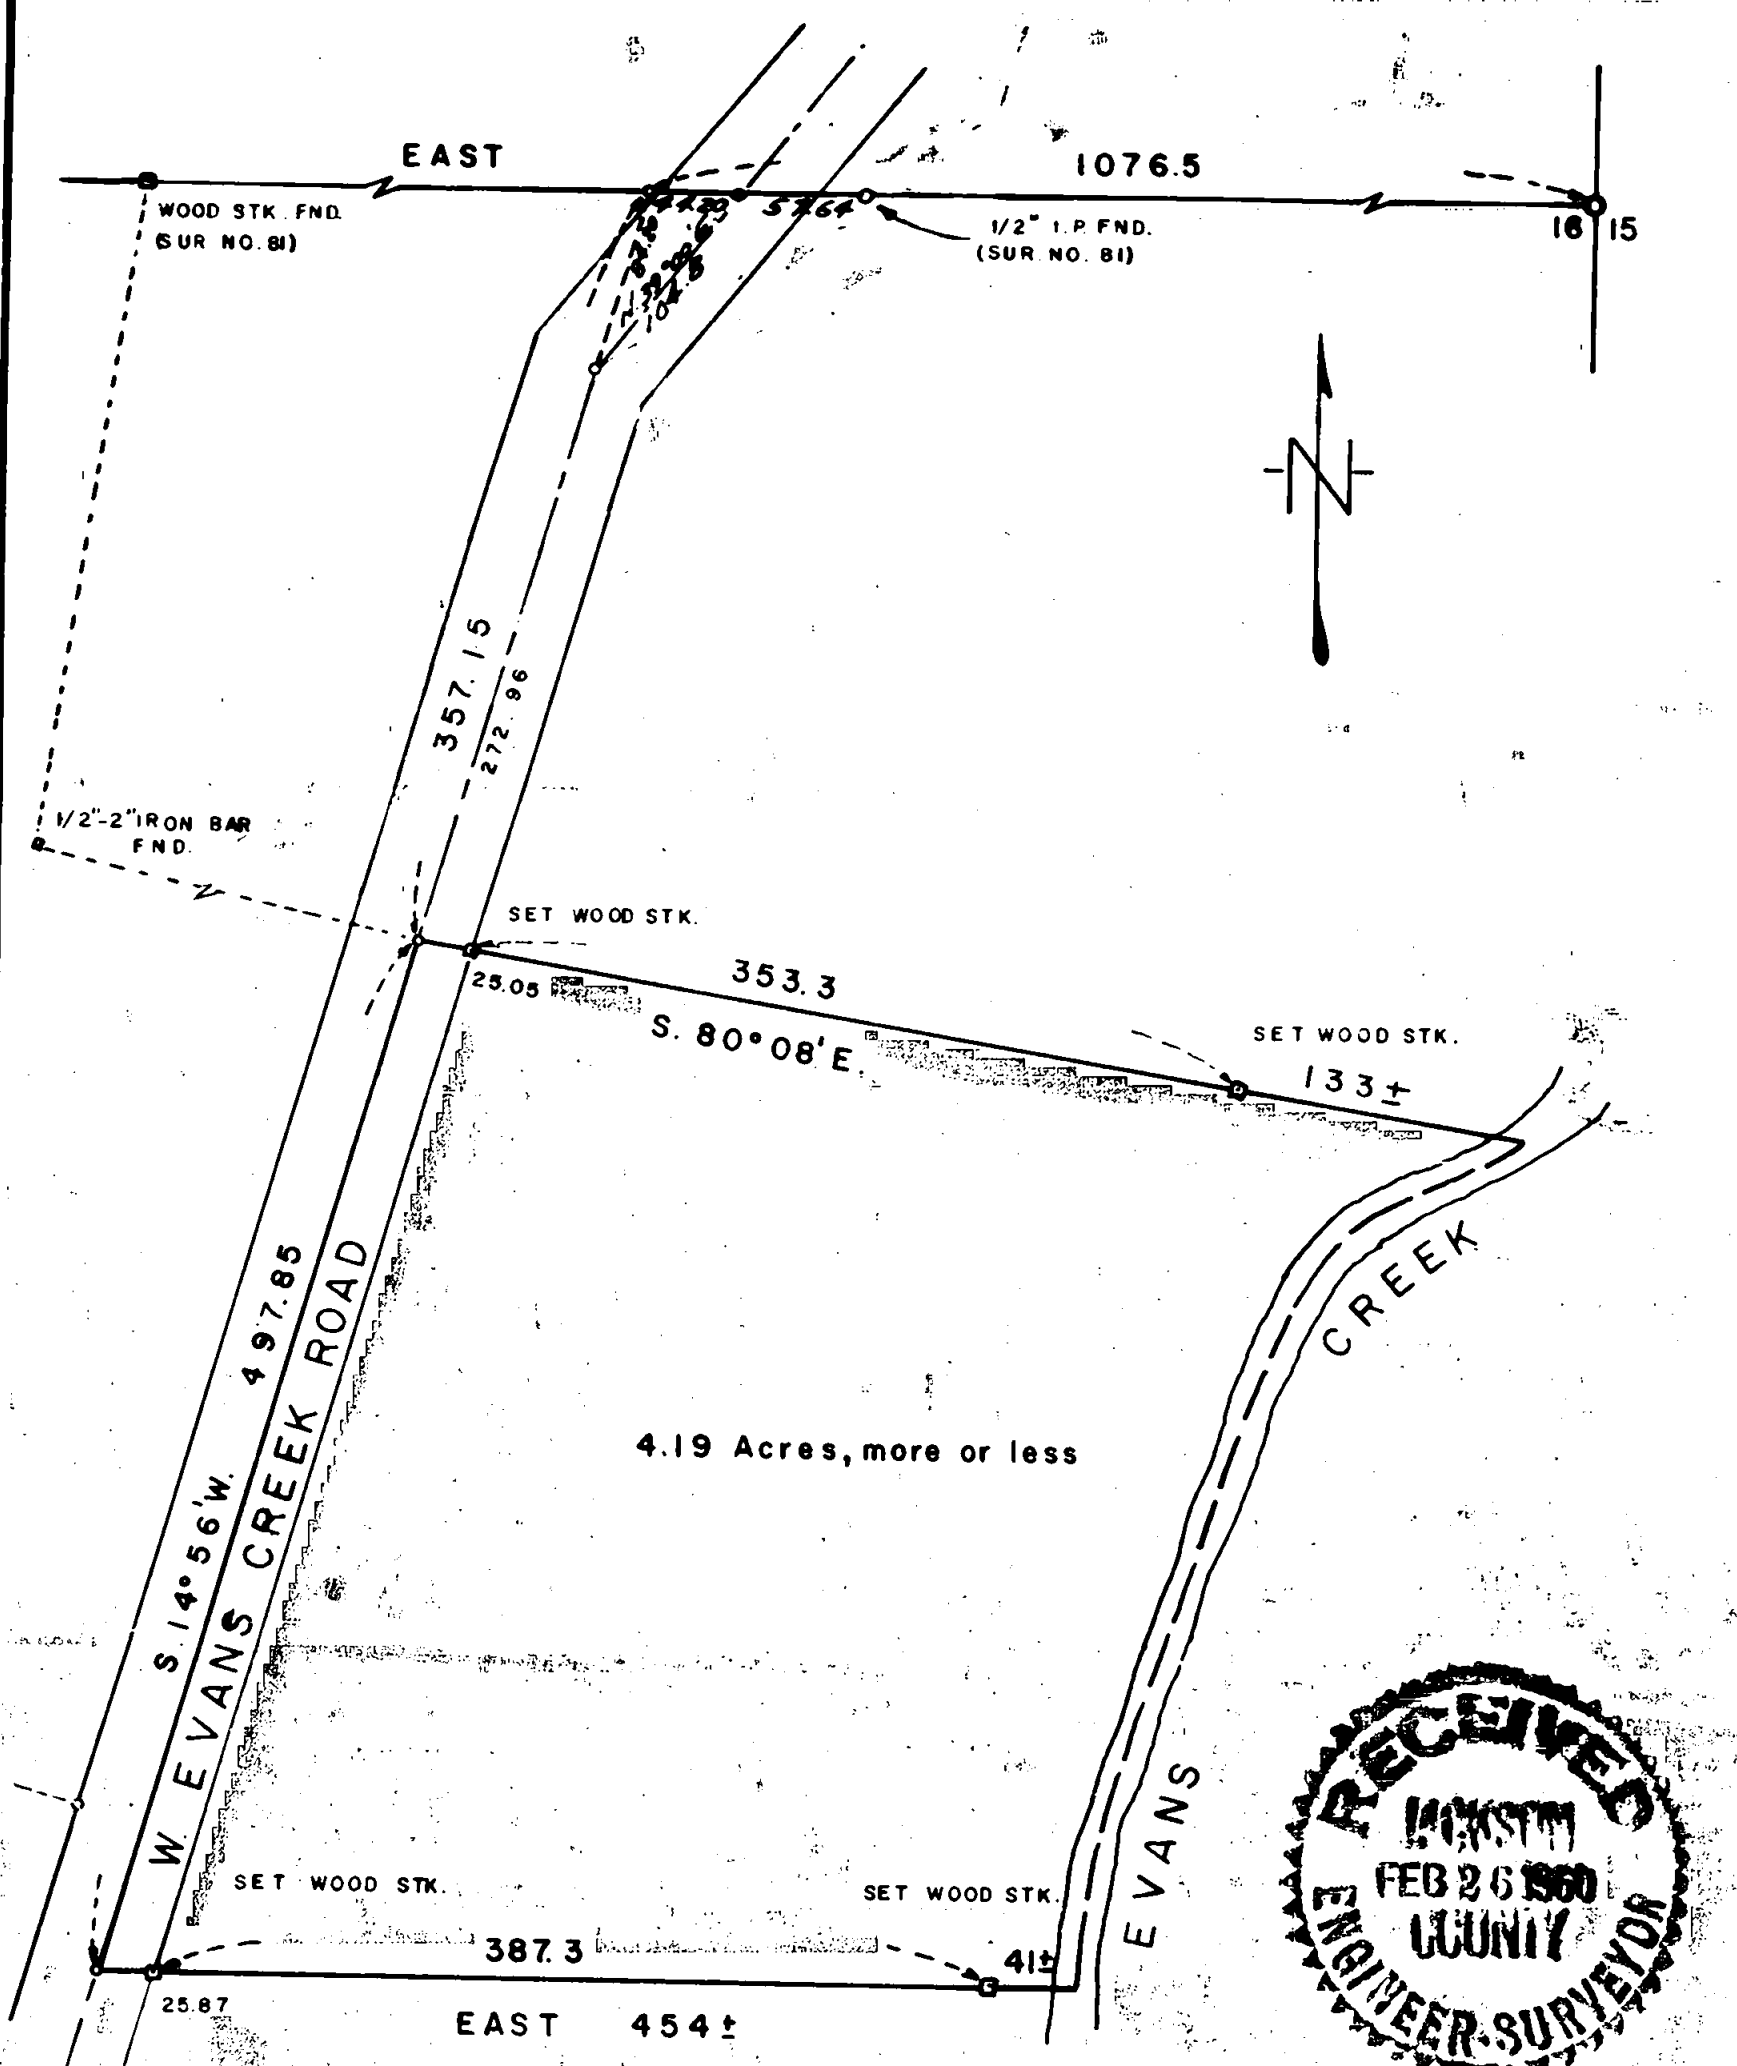 EAST
1076.5
WOOD STK. FND.
(SUR NO. 81)
57.64
1/2" I.P. FND.
(SUR. NO. 81)
16 15
N
357.15
272.96
1/2"-2" IRON BAR
FND.
SET WOOD STK.
25.05
353.3
S. 80°08' E.
SET WOOD STK.
133±
497.85
S. 14°56' W.
W. EVANS CREEK ROAD
EVANS CREEK
4.19 Acres, more or less
SET WOOD STK.
SET WOOD STK.
387.3
41±
25.87
EAST 454±
RECEIVED
JACKSON
FEB 26 1960
COUNTY
ENGINEER-SURVEYOR